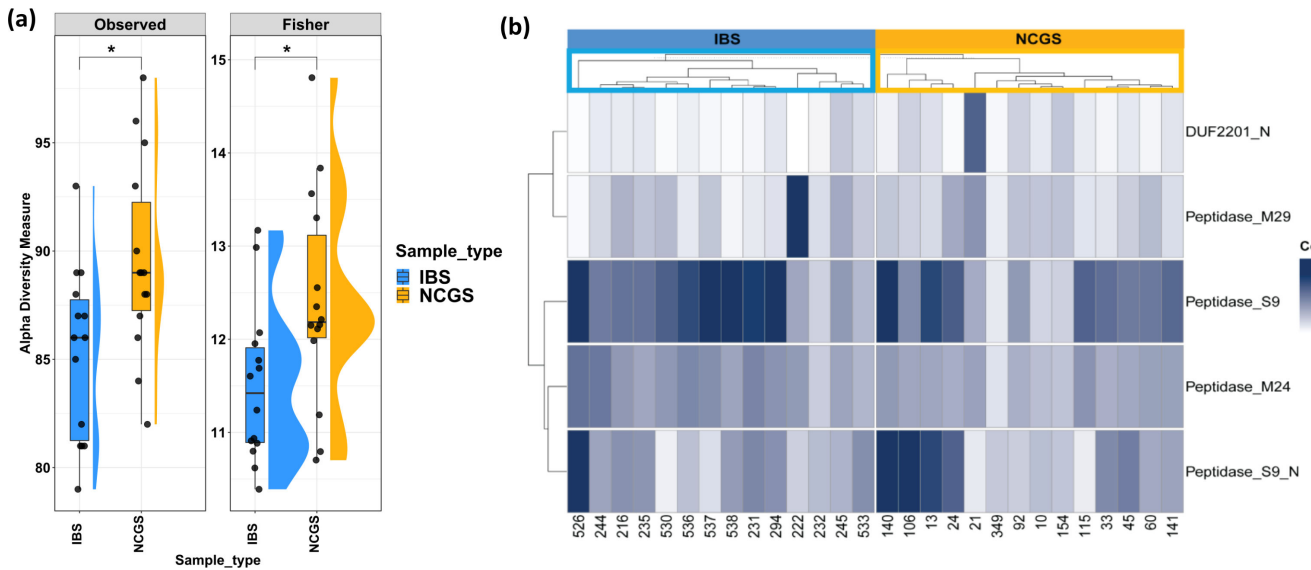 (a)
Observed
Fisher
*
*
Alpha Diversity Measure
95
90
85
80
15
14
13
12
11
IBS
NCGS
IBS
NCGS
Sample_type
Sample_type
IBS
NCGS
(b)
IBS
NCGS
DUF2201_N
Peptidase_M29
Peptidase_S9
Peptidase_M24
Peptidase_S9_N
Co
526 244 216 235 530 536 537 538 231 294 222 232 245 533 140 106 13 24 21 349 92 10 154 115 33 45 60 141